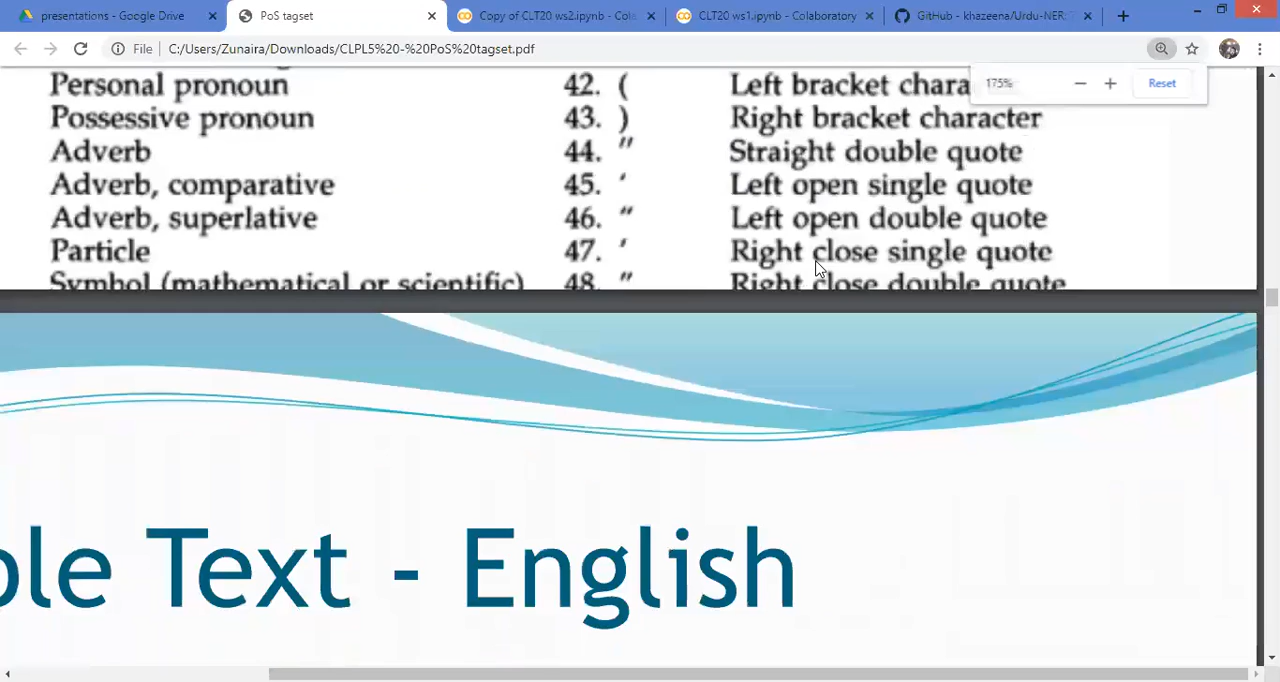 presentations - Google Drive
PoS tagset
Copy of CLT20 ws2.ipynb - Cola
CLT20 ws1.ipynb - Colaboratory
GitHub - khazeena/Urdu-NER:
File
C:/Users/Zunaira/Downloads/CLPL5%20-%20PoS%20tagset.pdf
175%
Reset
Personal pronoun 42. ( Left bracket chara
Possessive pronoun 43. ) Right bracket character
Adverb 44. " Straight double quote
Adverb, comparative 45. ' Left open single quote
Adverb, superlative 46. " Left open double quote
Particle 47. ' Right close single quote
Symbol (mathematical or scientific) 48. " Right close double quote
ole Text - English